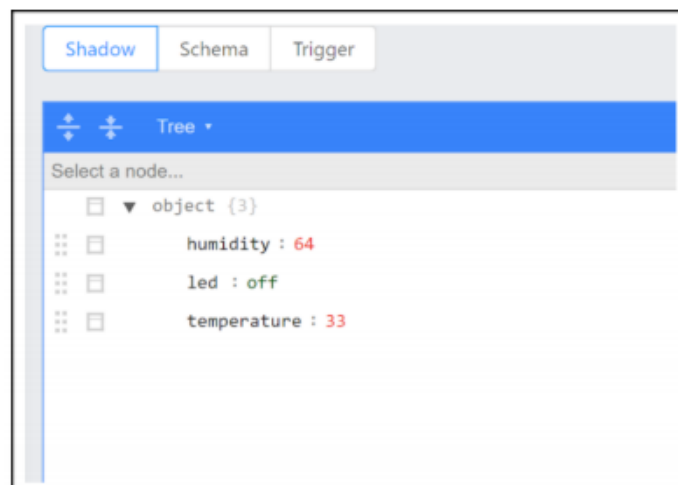 Shadow Schema Trigger
Tree
Select a node...
object {3}
humidity : 64
led : off
temperature : 33